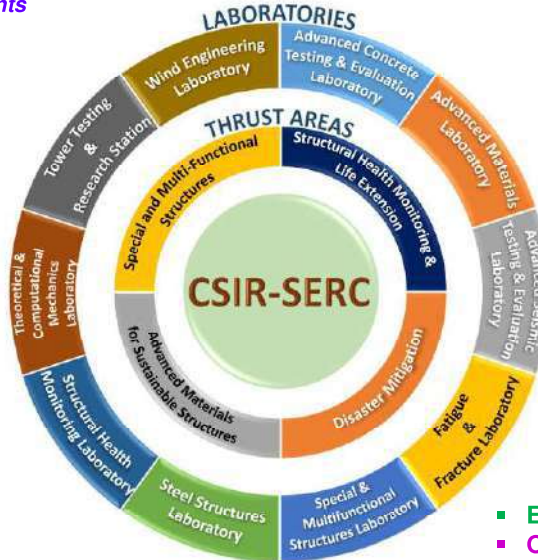 nts
LABORATORIES
Wind Engineering
Laboratory
Advanced Concrete
Testing & Evaluation
Laboratory
Advanced Materials
Laboratory
Advanced Seismic
Testing & Evaluation
Laboratory
Fatigue
&
Fracture Laboratory
Special &
Multifunctional
Structures Laboratory
Steel Structures
Laboratory
Structural Health
Monitoring Laboratory
Theoretical &
Computational
Mechanics
Laboratory
Tower Testing
&
Research Station
THRUST AREAS
Special and Multi-Functional
Structures
Structural Health Monitoring &
Life Extension
Disaster Mitigation
Advanced Materials
for Sustainable Structures
CSIR-SERC